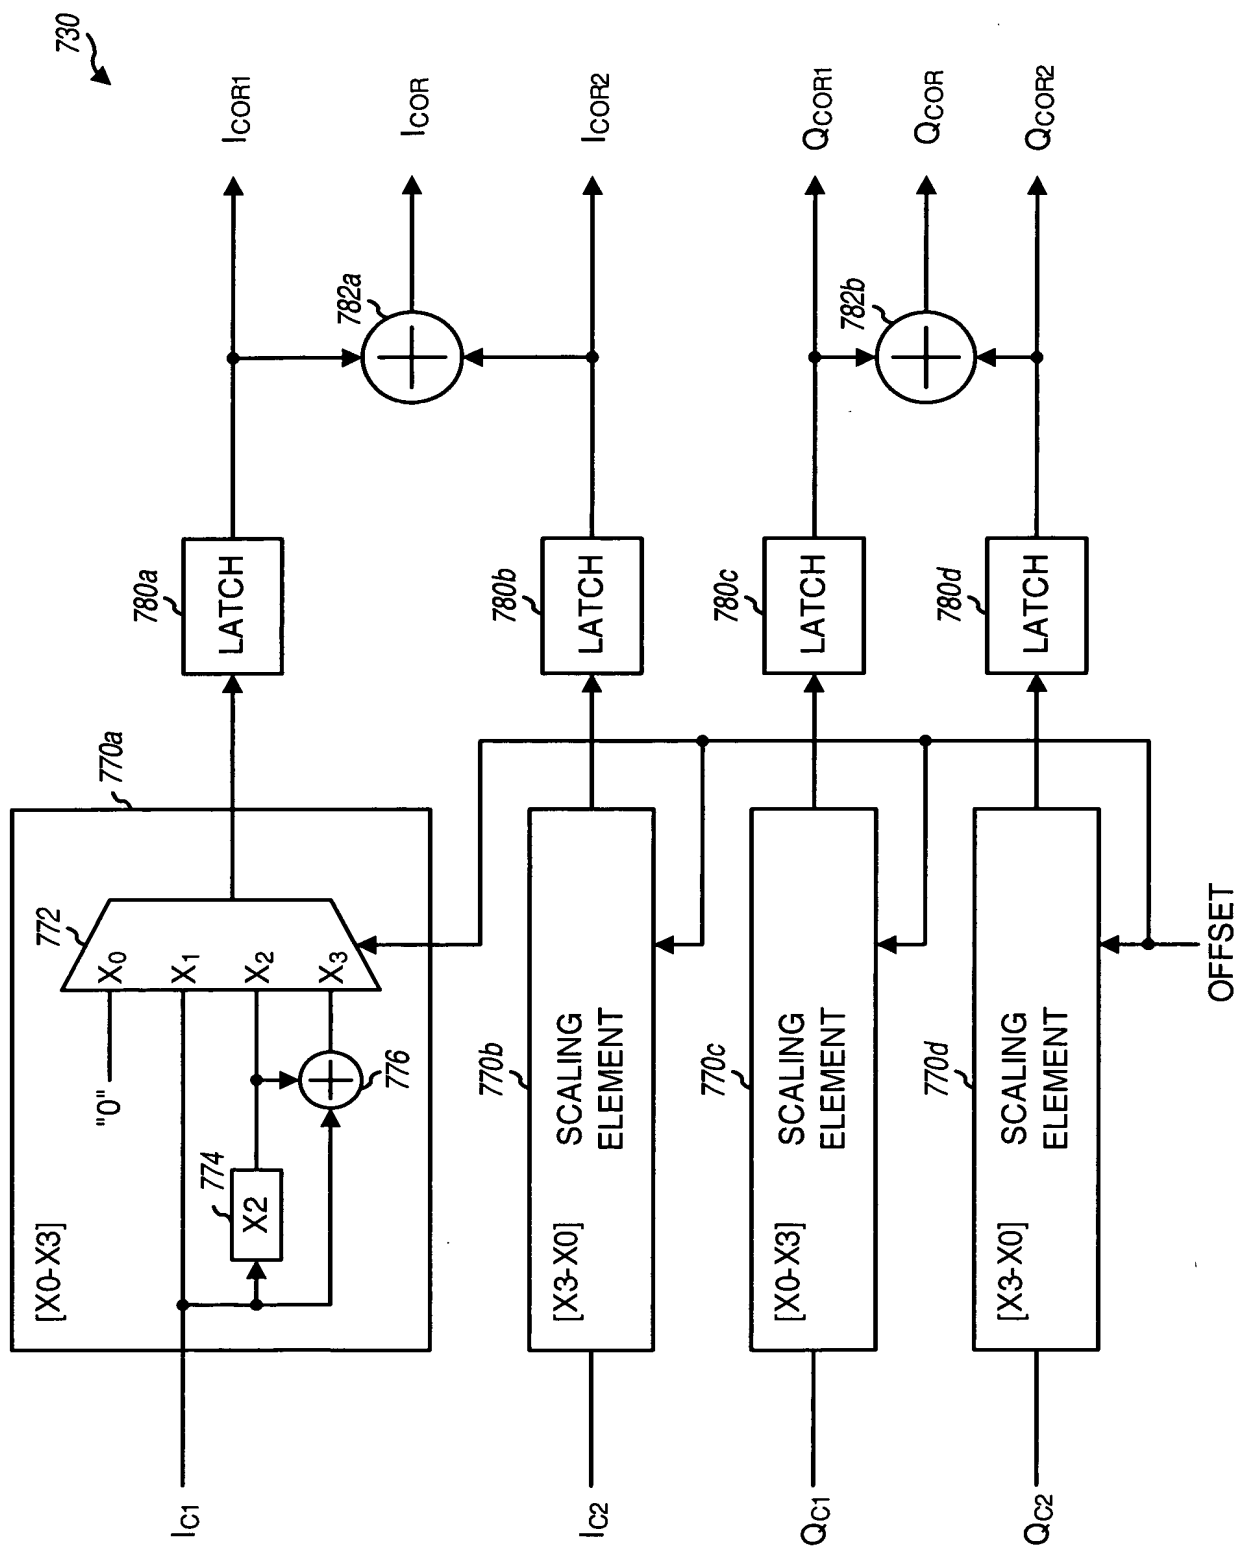 730
770a
[X0-X3]
772
"0"
X0
X1
X2
X3
774
X2
776
IC1
780a
LATCH
ICOR1
782a
ICOR
770b
[X3-X0]
SCALING
ELEMENT
IC2
780b
LATCH
ICOR2
770c
[X0-X3]
SCALING
ELEMENT
QC1
780c
LATCH
QCOR1
782b
QCOR
770d
[X3-X0]
SCALING
ELEMENT
QC2
780d
LATCH
QCOR2
OFFSET